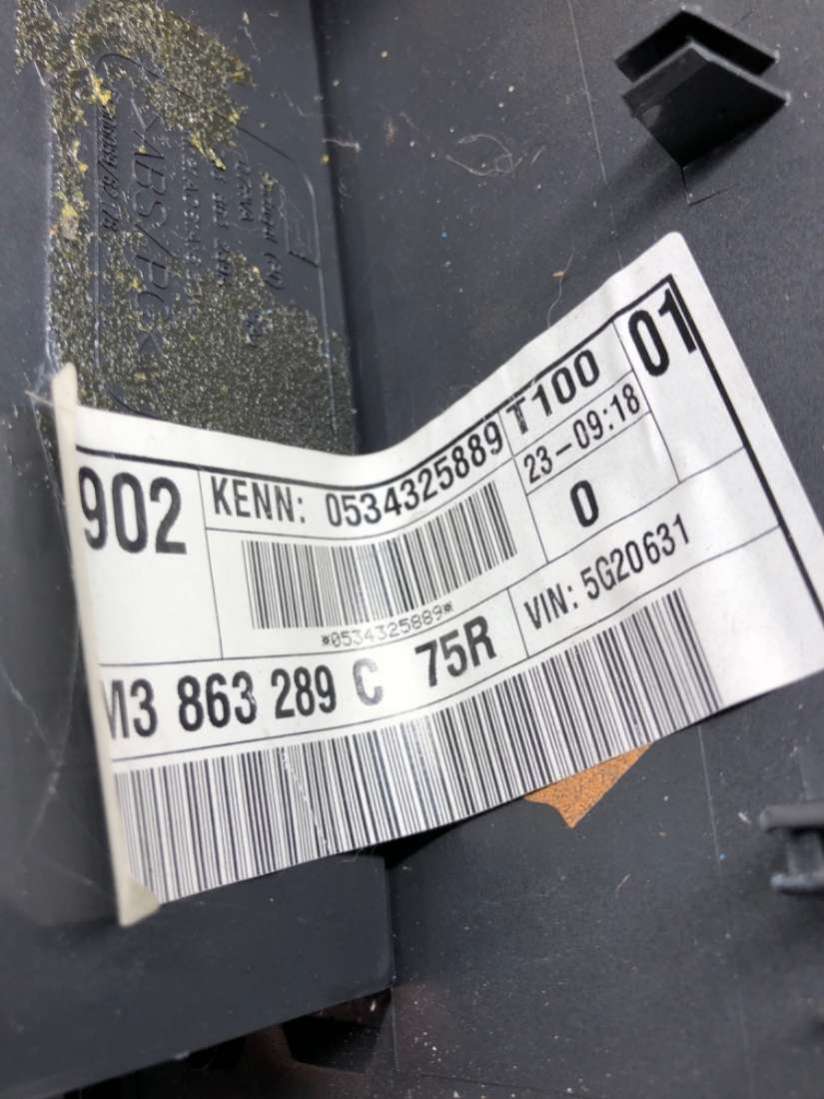 902
KENN: 0534325889
T100
23-09:18
01
0
*0534325889*
M3 863 289 C 75R
VIN: 5G20631
>ABS/PC<